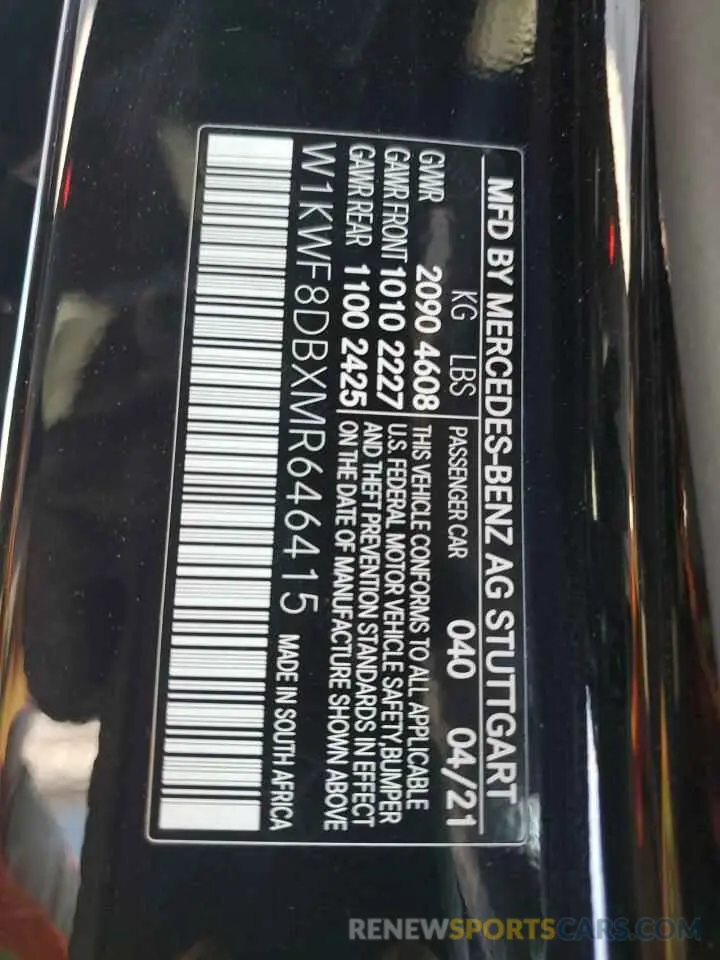 MFD BY MERCEDES-BENZ AG STUTTGART
KG LBS PASSENGER CAR 040 04/21
GVWR 2090 4608 THIS VEHICLE CONFORMS TO ALL APPLICABLE
GAWR FRONT 1010 2227 U.S. FEDERAL MOTOR VEHICLE SAFETY, BUMPER
GAWR REAR 1100 2425 AND THEFT PREVENTION STANDARDS IN EFFECT
ON THE DATE OF MANUFACTURE SHOWN ABOVE
W1KWF8DBXMR646415 MADE IN SOUTH AFRICA
RENEWSPORTSCARS.COM